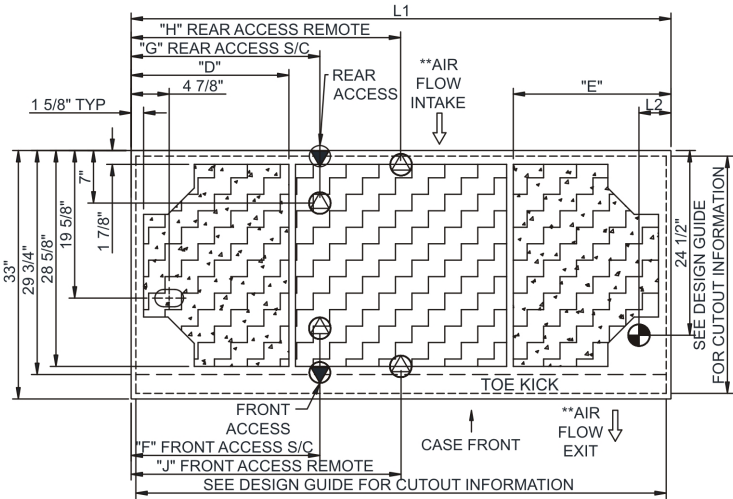 L1
"H" REAR ACCESS REMOTE
"G" REAR ACCESS S/C
"D"
4 7/8"
1 5/8" TYP
REAR
ACCESS
**AIR
FLOW
INTAKE
"E"
L2
33"
29 3/4"
28 5/8"
19 5/8"
7"
1 7/8"
24 1/2"
SEE DESIGN GUIDE
FOR CUTOUT INFORMATION
TOE KICK
FRONT
ACCESS
"F" FRONT ACCESS S/C
"J" FRONT ACCESS REMOTE
CASE FRONT
**AIR
FLOW
EXIT
SEE DESIGN GUIDE FOR CUTOUT INFORMATION